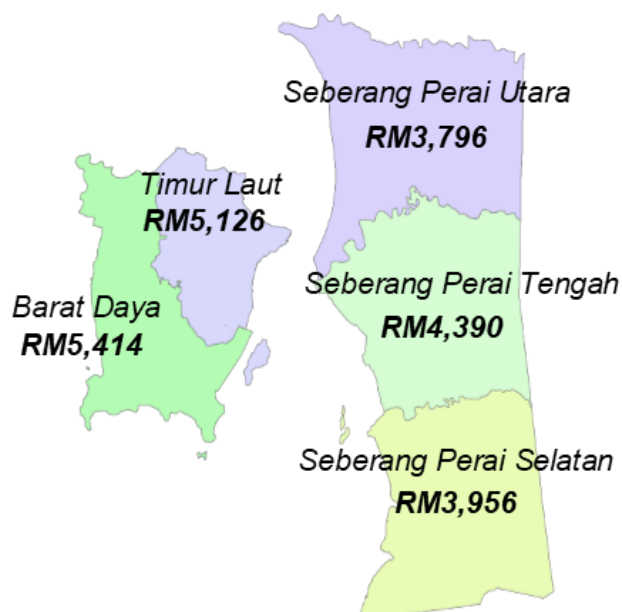 Seberang Perai Utara
RM3,796
Timur Laut
RM5,126
Barat Daya
RM5,414
Seberang Perai Tengah
RM4,390
Seberang Perai Selatan
RM3,956